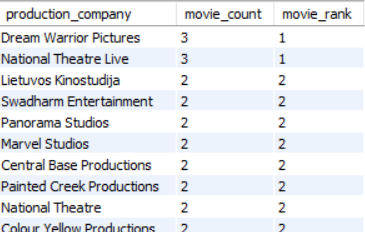 production_company movie_count movie_rank
Dream Warrior Pictures 3 1
National Theatre Live 3 1
Lietuvos Kinostudija 2 2
Swadharm Entertainment 2 2
Panorama Studios 2 2
Marvel Studios 2 2
Central Base Productions 2 2
Painted Creek Productions 2 2
National Theatre 2 2
Colour Yellow Productions 2 2